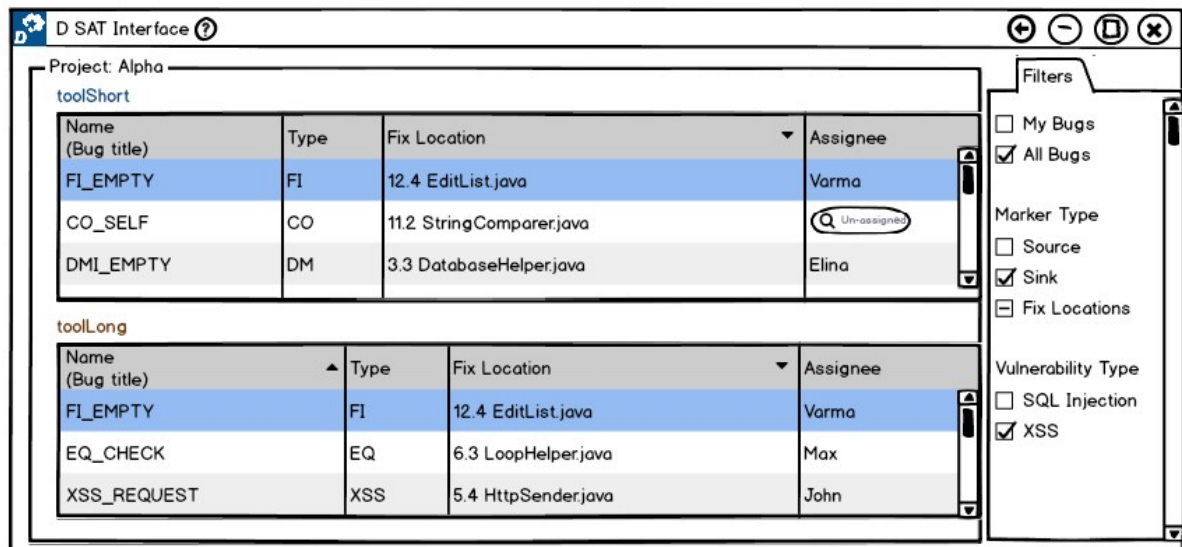 D
D SAT Interface ?
Project: Alpha
toolShort
Name
(Bug title)
Type
Fix Location
Assignee
FI_EMPTY
FI
12.4 EditList.java
Varma
CO_SELF
CO
11.2 StringComparer.java
Un-assigned
DMI_EMPTY
DM
3.3 DatabaseHelper.java
Elina
toolLong
Name
(Bug title)
Type
Fix Location
Assignee
FI_EMPTY
FI
12.4 EditList.java
Varma
EQ_CHECK
EQ
6.3 LoopHelper.java
Max
XSS_REQUEST
XSS
5.4 HttpSender.java
John
Filters
My Bugs
All Bugs
Marker Type
Source
Sink
Fix Locations
Vulnerability Type
SQL Injection
XSS